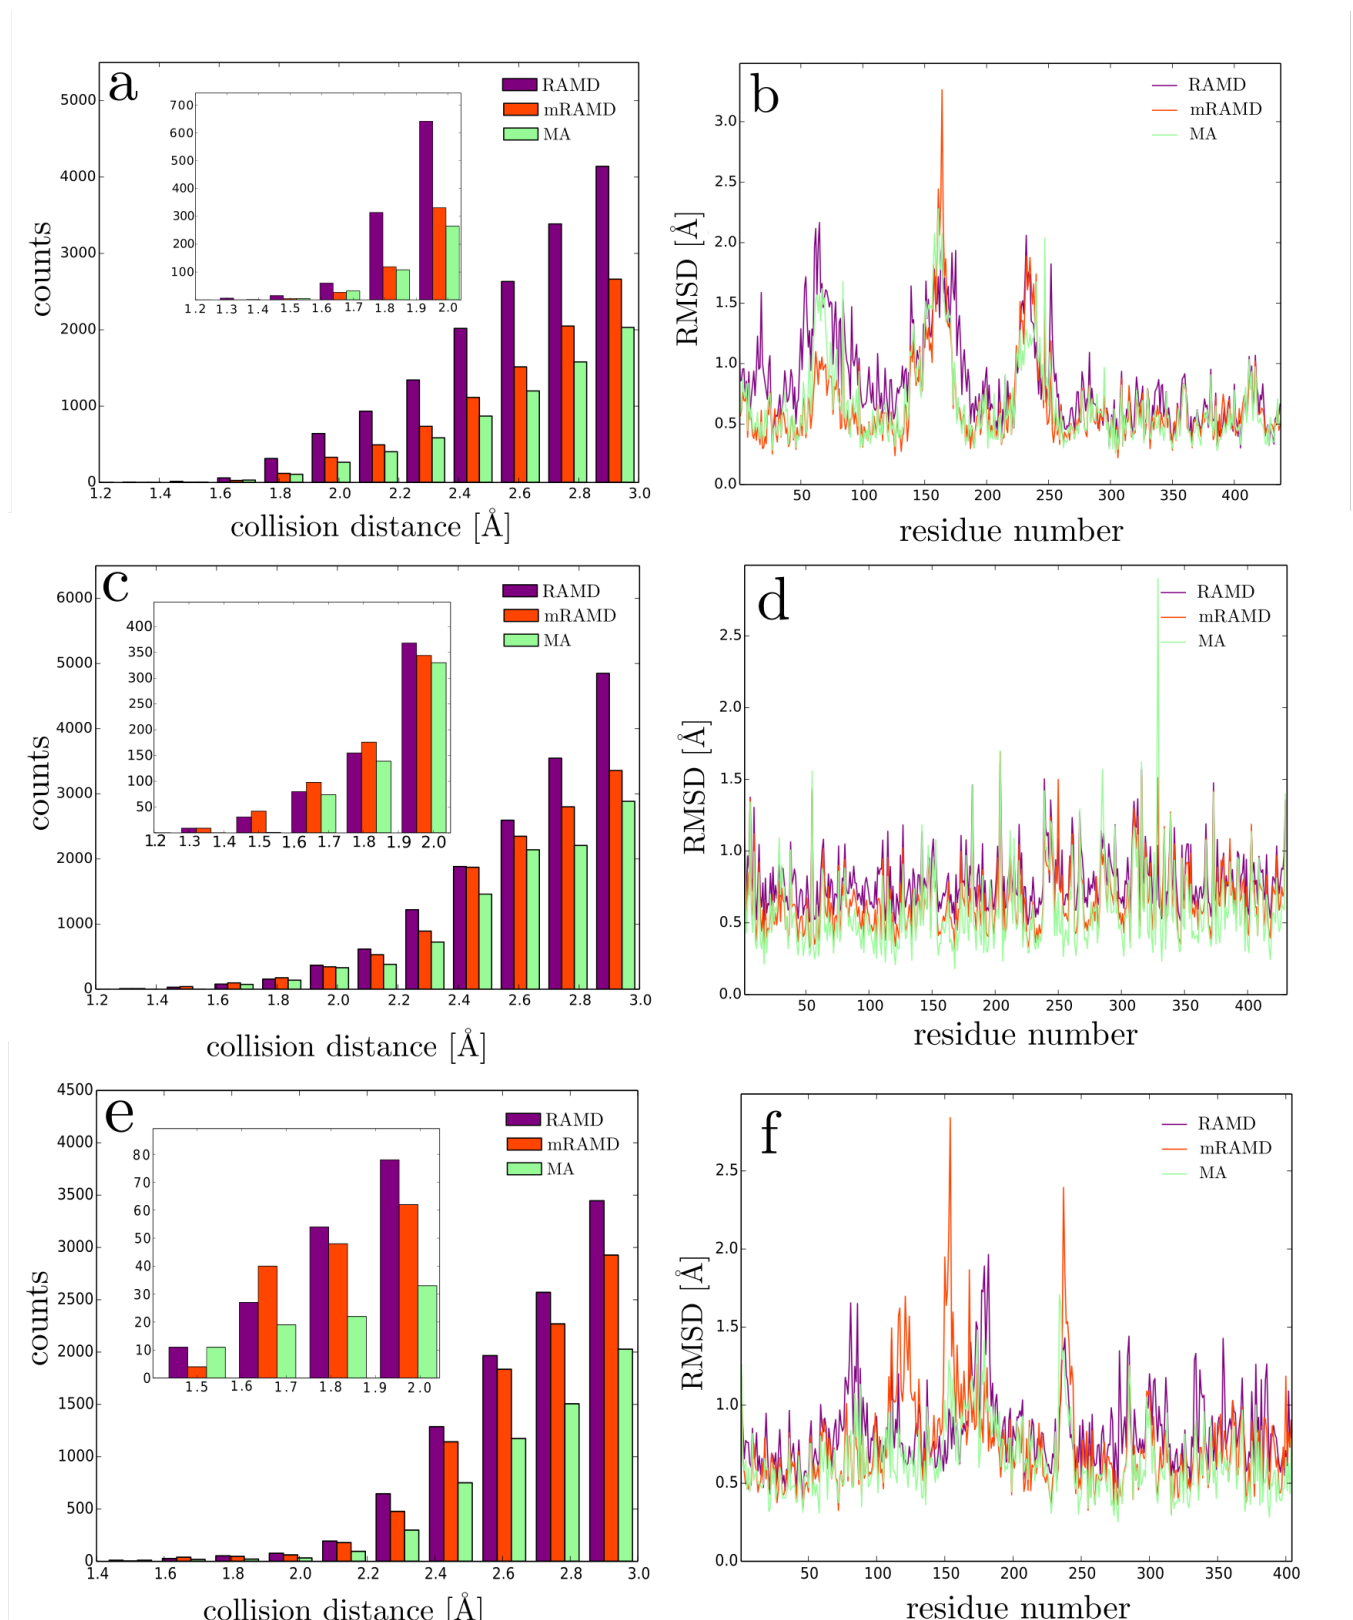 a
RAMD
mRAMD
MA
5000
4000
3000
2000
1000
0
700
600
500
400
300
200
100
1.2 1.3 1.4 1.5 1.6 1.7 1.8 1.9 2.0
1.2 1.4 1.6 1.8 2.0 2.2 2.4 2.6 2.8 3.0
counts
collision distance [Å]
b
RAMD
mRAMD
MA
3.0
2.5
2.0
1.5
1.0
0.5
0.0
50 100 150 200 250 300 350 400
RMSD [Å]
residue number
c
RAMD
mRAMD
MA
6000
5000
4000
3000
2000
1000
0
400
350
300
250
200
150
100
50
1.2 1.3 1.4 1.5 1.6 1.7 1.8 1.9 2.0
1.2 1.4 1.6 1.8 2.0 2.2 2.4 2.6 2.8 3.0
counts
collision distance [Å]
d
RAMD
mRAMD
MA
2.5
2.0
1.5
1.0
0.5
0.0
50 100 150 200 250 300 350 400
RMSD [Å]
residue number
e
RAMD
mRAMD
MA
4500
4000
3500
3000
2500
2000
1500
1000
500
0
80
70
60
50
40
30
20
10
0
1.5 1.6 1.7 1.8 1.9 2.0
1.4 1.6 1.8 2.0 2.2 2.4 2.6 2.8 3.0
counts
collision distance [Å]
f
RAMD
mRAMD
MA
2.5
2.0
1.5
1.0
0.5
0.0
50 100 150 200 250 300 350 400
RMSD [Å]
residue number